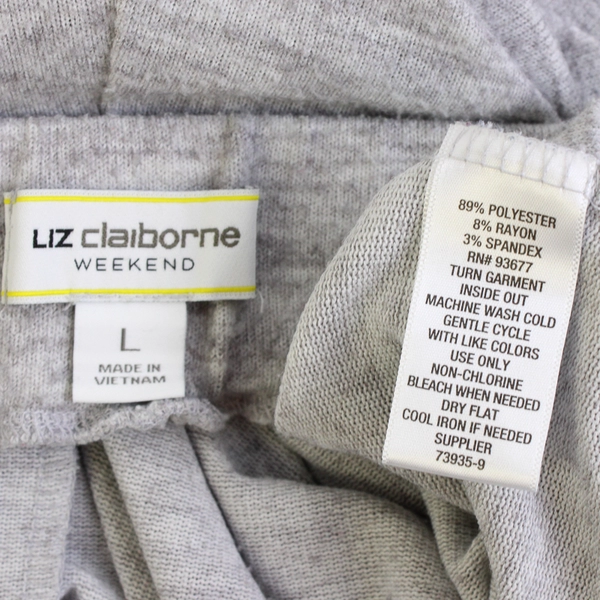 LIZ claiborne
WEEKEND
L
MADE IN
VIETNAM
89% POLYESTER
8% RAYON
3% SPANDEX
RN# 93677
TURN GARMENT
INSIDE OUT
MACHINE WASH COLD
GENTLE CYCLE
WITH LIKE COLORS
USE ONLY
NON-CHLORINE
BLEACH WHEN NEEDED
DRY FLAT
COOL IRON IF NEEDED
SUPPLIER
73935-9